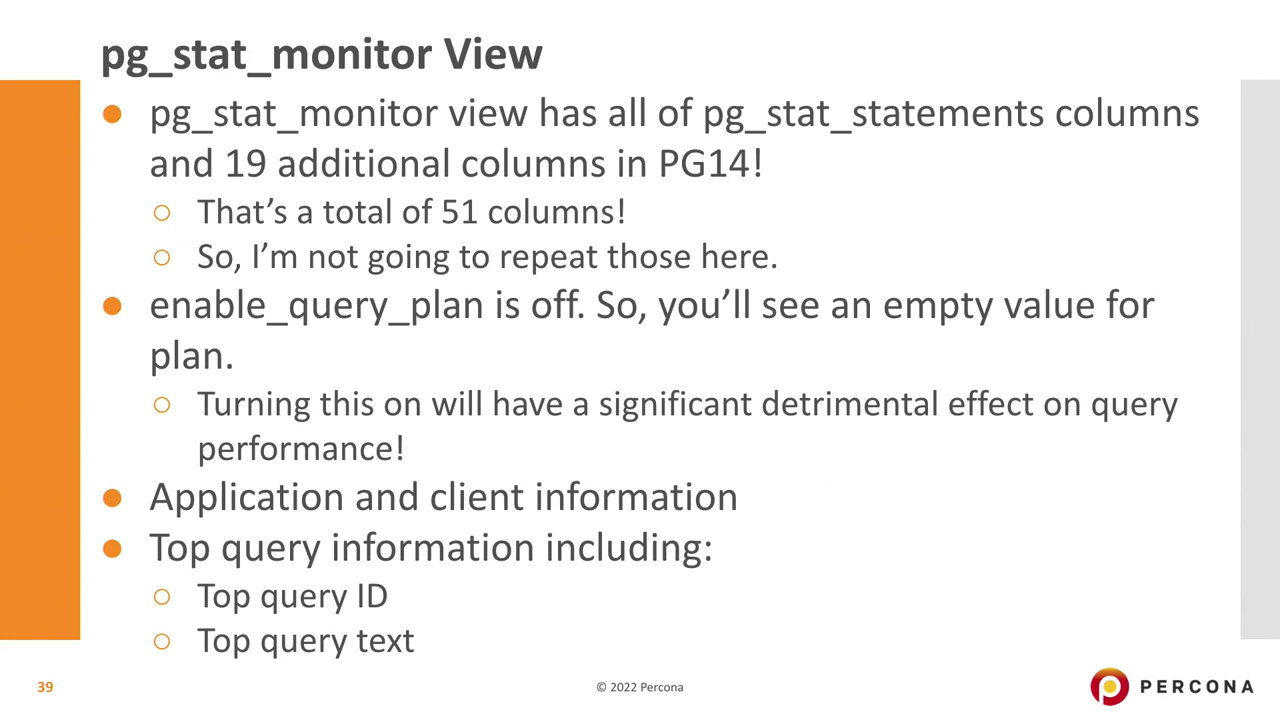 pg_stat_monitor View
● pg_stat_monitor view has all of pg_stat_statements columns
and 19 additional columns in PG14!
○ That’s a total of 51 columns!
○ So, I’m not going to repeat those here.
● enable_query_plan is off. So, you’ll see an empty value for
plan.
○ Turning this on will have a significant detrimental effect on query
performance!
● Application and client information
● Top query information including:
○ Top query ID
○ Top query text
39
© 2022 Percona
PERCONA